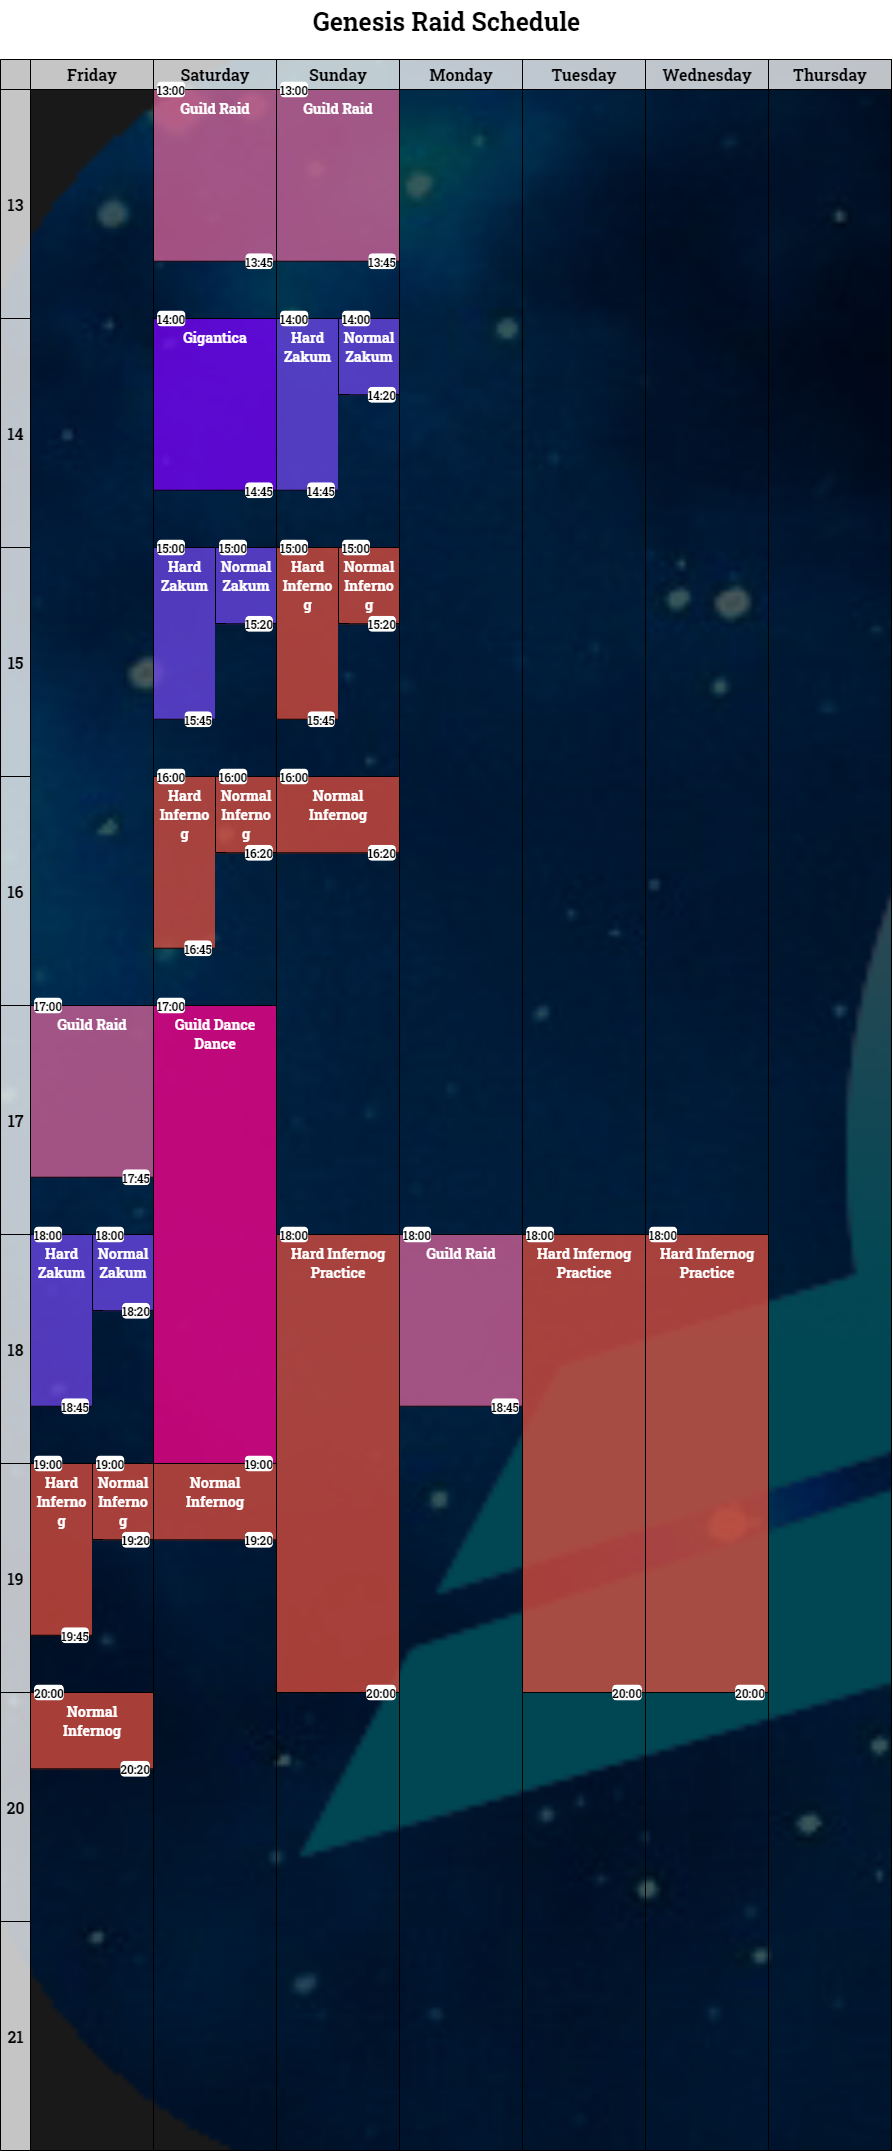 Genesis Raid Schedule
Friday Saturday Sunday Monday Tuesday Wednesday Thursday
13:00 13:00
Guild Raid Guild Raid
13
13:45 13:45
14:00 14:00 14:00
Gigantica Hard Normal
Zakum Zakum
14:20
14
14:45 14:45
15:00 15:00 15:00 15:00
Hard Normal Hard Normal
Zakum Zakum Inferno Inferno
g g
15:20 15:20
15
15:45 15:45
16:00 16:00 16:00
Hard Normal Normal
Inferno Inferno Infernog
g g
16:20 16:20
16
16:45
17:00 17:00
Guild Raid Guild Dance
Dance
17
17:45
18:00 18:00 18:00 18:00 18:00 18:00
Hard Normal Hard Infernog Guild Raid Hard Infernog Hard Infernog
Zakum Zakum Practice Practice Practice
18:20
18
18:45 18:45
19:00 19:00 19:00
Hard Normal Normal
Inferno Inferno Infernog
g g
19:20 19:20
19
19:45
20:00 20:00 20:00 20:00
Normal
Infernog
20:20
20
21